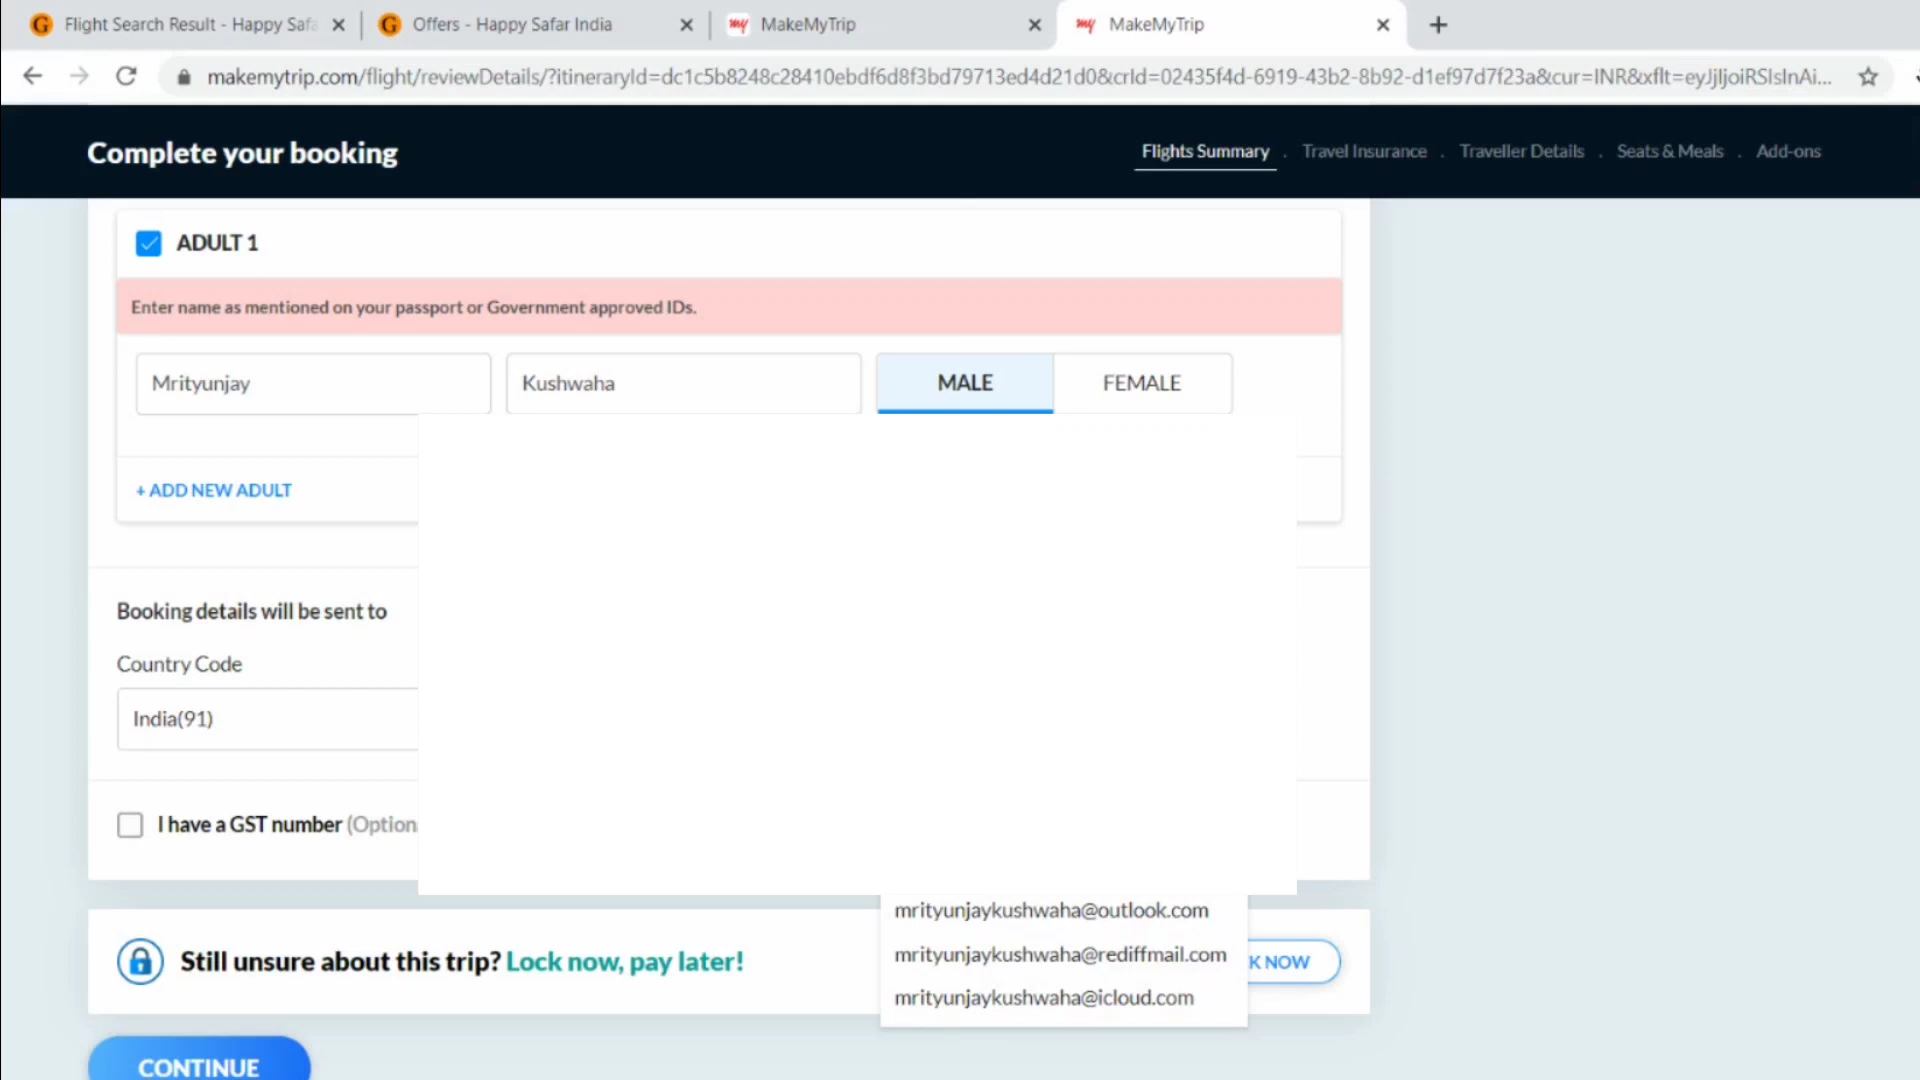 Flight Search Result - Happy Safa
Offers - Happy Safar India
MakeMyTrip
MakeMyTrip
makemytrip.com/flight/reviewDetails/?itineraryId=dc1c5b8248c28410ebdf6d8f3bd79713ed4d21d0&crId=02435f4d-6919-43b2-8b92-d1ef97d7f23a&cur=INR&xflt=eyJjIjoiRSIsInAi...
Complete your booking
Flights Summary . Travel Insurance . Traveller Details . Seats & Meals . Add-ons
ADULT 1
Enter name as mentioned on your passport or Government approved IDs.
Mrityunjay
Kushwaha
MALE
FEMALE
+ ADD NEW ADULT
Booking details will be sent to
Country Code
India(91)
I have a GST number (Option
mrityunjaykushwaha@outlook.com
mrityunjaykushwaha@rediffmail.com
mrityunjaykushwaha@icloud.com
Still unsure about this trip? Lock now, pay later!
K NOW
CONTINUE